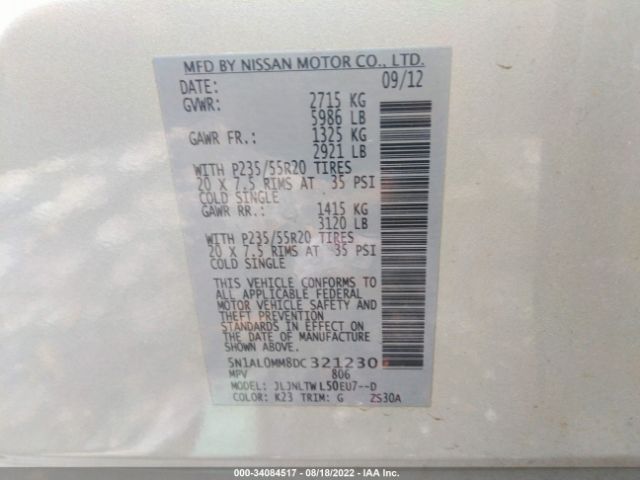 MFD BY NISSAN MOTOR CO., LTD.
DATE: 09/12
GVWR: 2715 KG
5986 LB
GAWR FR.: 1325 KG
2921 LB
WITH P235/55R20 TIRES
20 X 7.5 RIMS AT 35 PSI
COLD SINGLE
GAWR RR.: 1415 KG
3120 LB
WITH P235/55R20 TIRES
20 X 7.5 RIMS AT 35 PSI
COLD SINGLE
THIS VEHICLE CONFORMS TO
ALL APPLICABLE FEDERAL
MOTOR VEHICLE SAFETY AND
THEFT PREVENTION
STANDARDS IN EFFECT ON
THE DATE OF MANUFACTURE
SHOWN ABOVE.
5N1AL0MM8DC321230
MPV 806
MODEL: JLJNLTWL50EU7--D
COLOR: K23 TRIM: G ZS30A
000-34084517 - 08/18/2022 - IAA Inc.